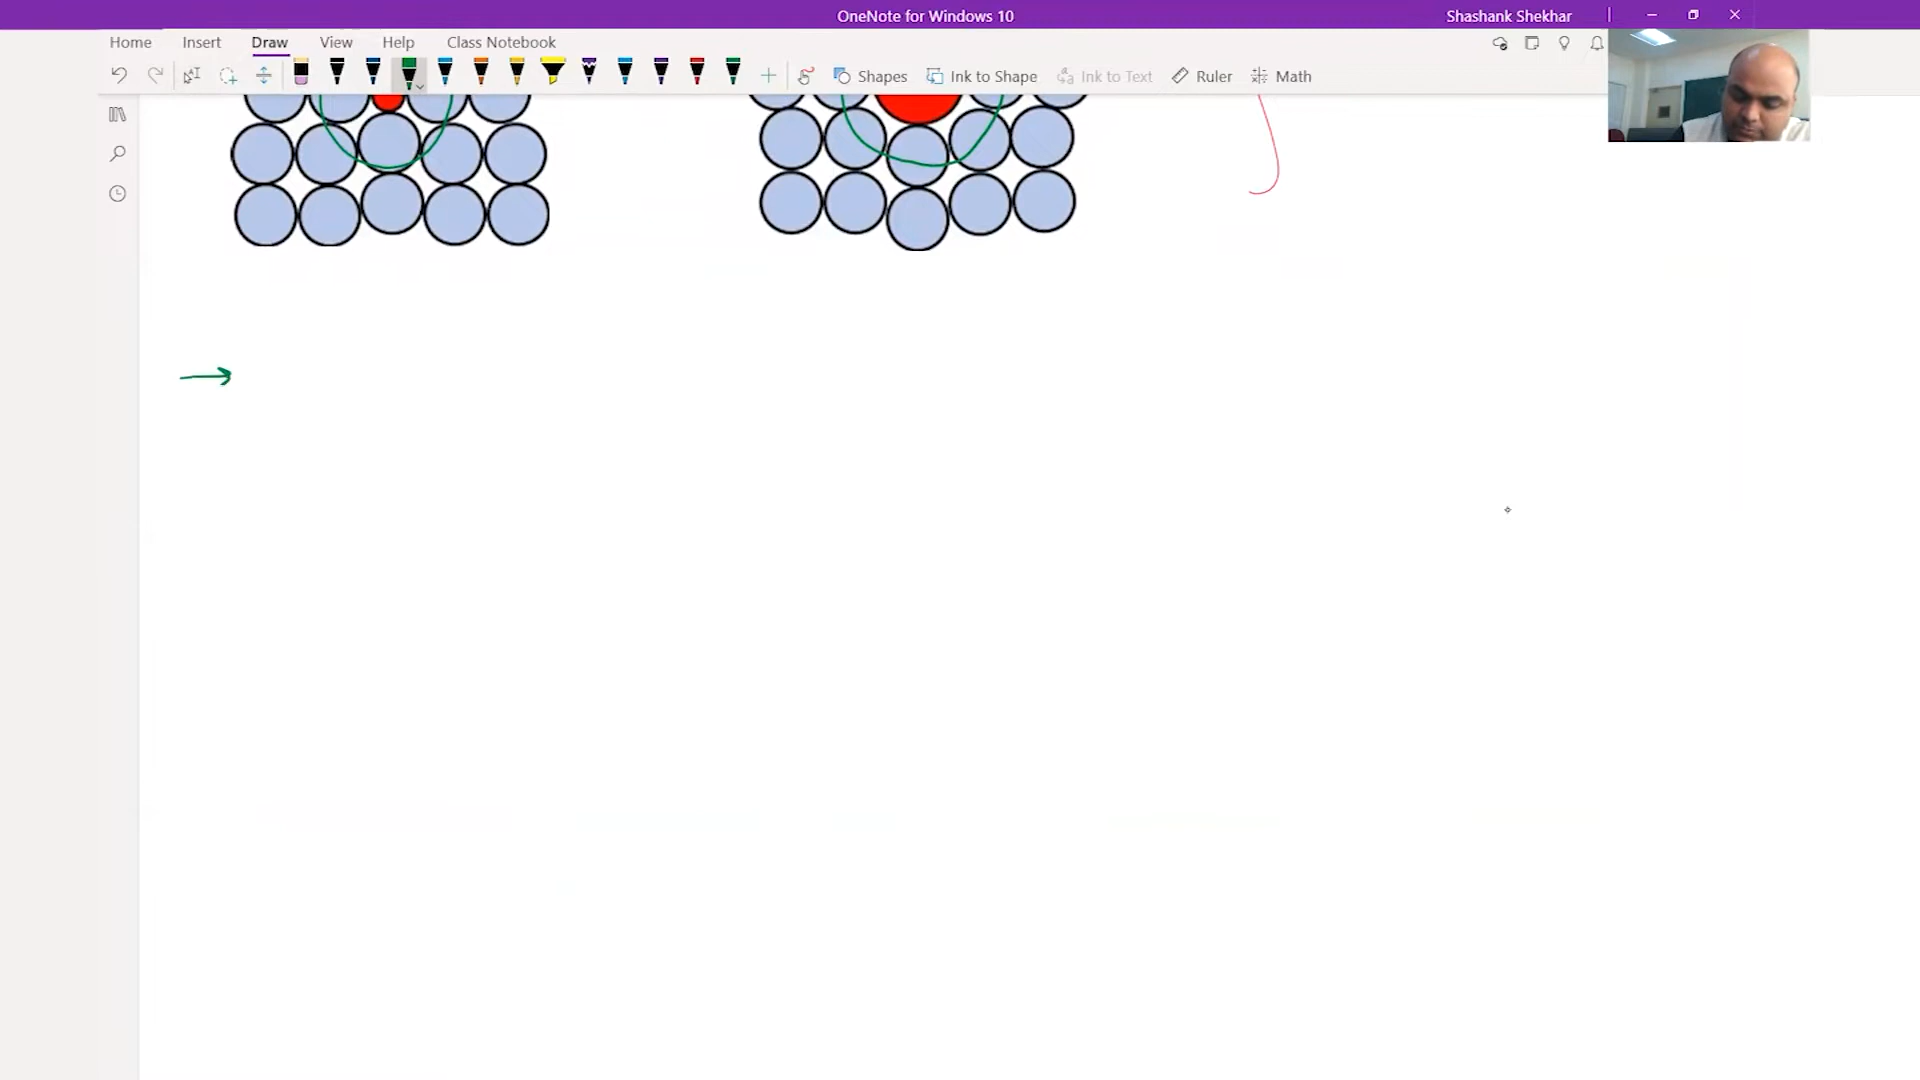 OneNote for Windows 10
Shashank Shekhar
Home Insert Draw View Help Class Notebook
Shapes Ink to Shape Ink to Text Ruler Math